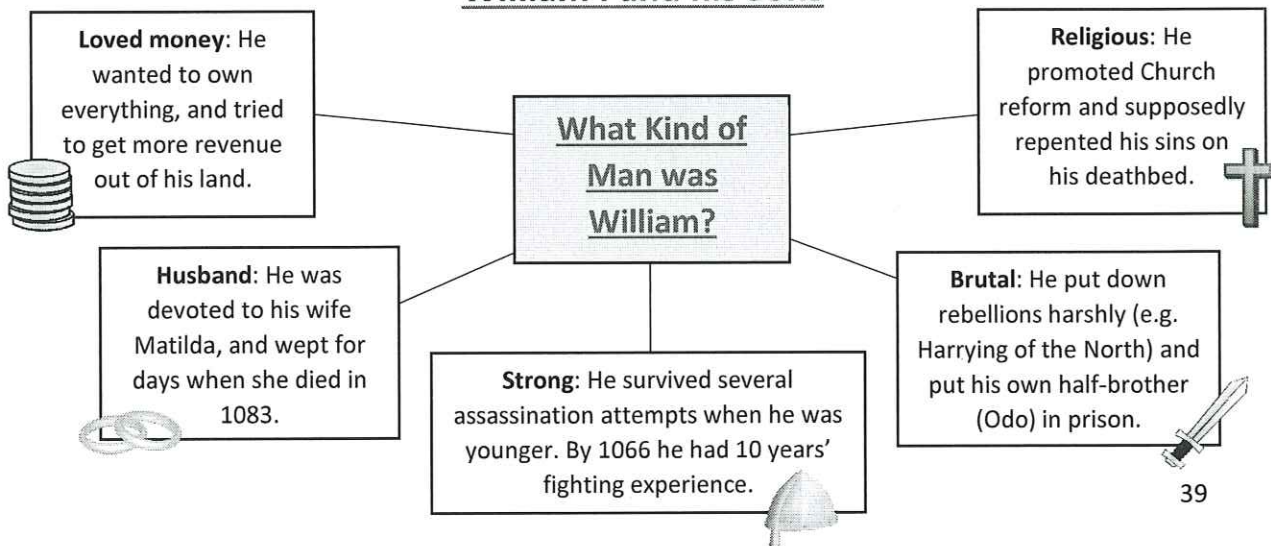 Loved money: He
wanted to own
everything, and tried
to get more revenue
out of his land.
What Kind of
Man was
William?
Religious: He
promoted Church
reform and supposedly
repented his sins on
his deathbed.
Husband: He was
devoted to his wife
Matilda, and wept for
days when she died in
1083.
Strong: He survived several
assassination attempts when he was
younger. By 1066 he had 10 years’
fighting experience.
Brutal: He put down
rebellions harshly (e.g.
Harrying of the North) and
put his own half-brother
(Odo) in prison.
39